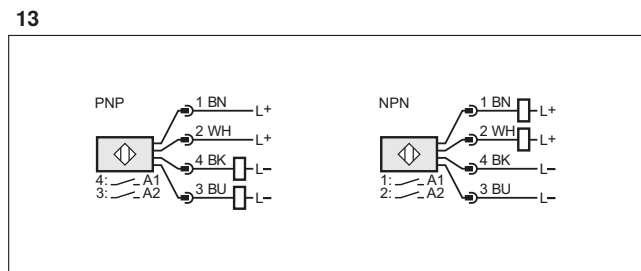 13
PNP
1 BN L+
2 WH L+
4 BK L–
3 BU L–
4: A1
3: A2
NPN
1 BN L+
2 WH L+
4 BK L–
3 BU L–
1: A1
2: A2